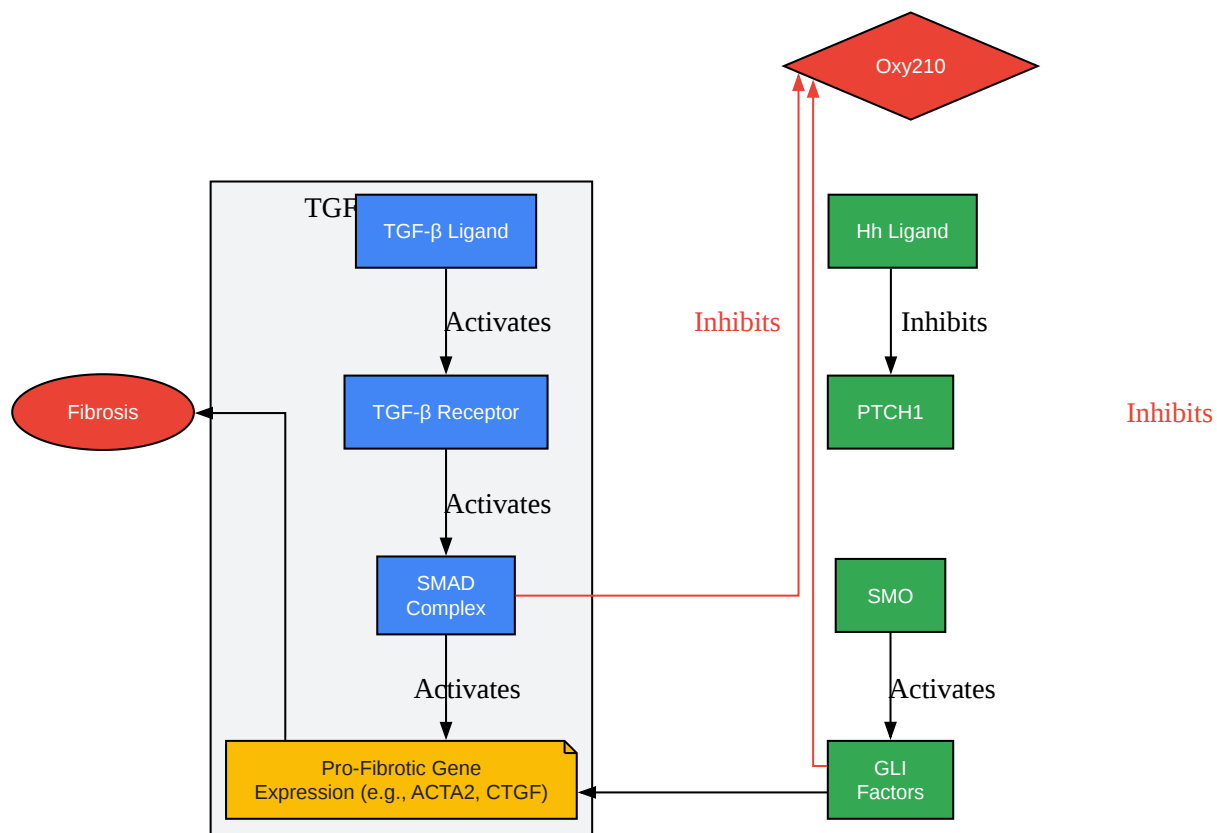 Oxy210
TGF
TGF-β Ligand
Hh Ligand
Activates
Inhibits
Inhibits
Fibrosis
TGF-β Receptor
PTCH1
Inhibits
Activates
SMAD
Complex
SMO
Activates
Activates
Pro-Fibrotic Gene
Expression (e.g., ACTA2, CTGF)
GLI
Factors